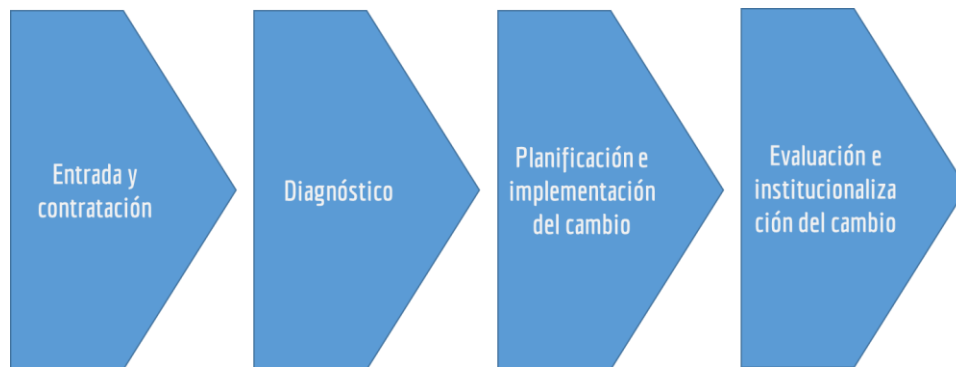 Entrada y
contratación
Diagnóstico
Planificación e
implementación
del cambio
Evaluación e
institucionaliza
ción del cambio